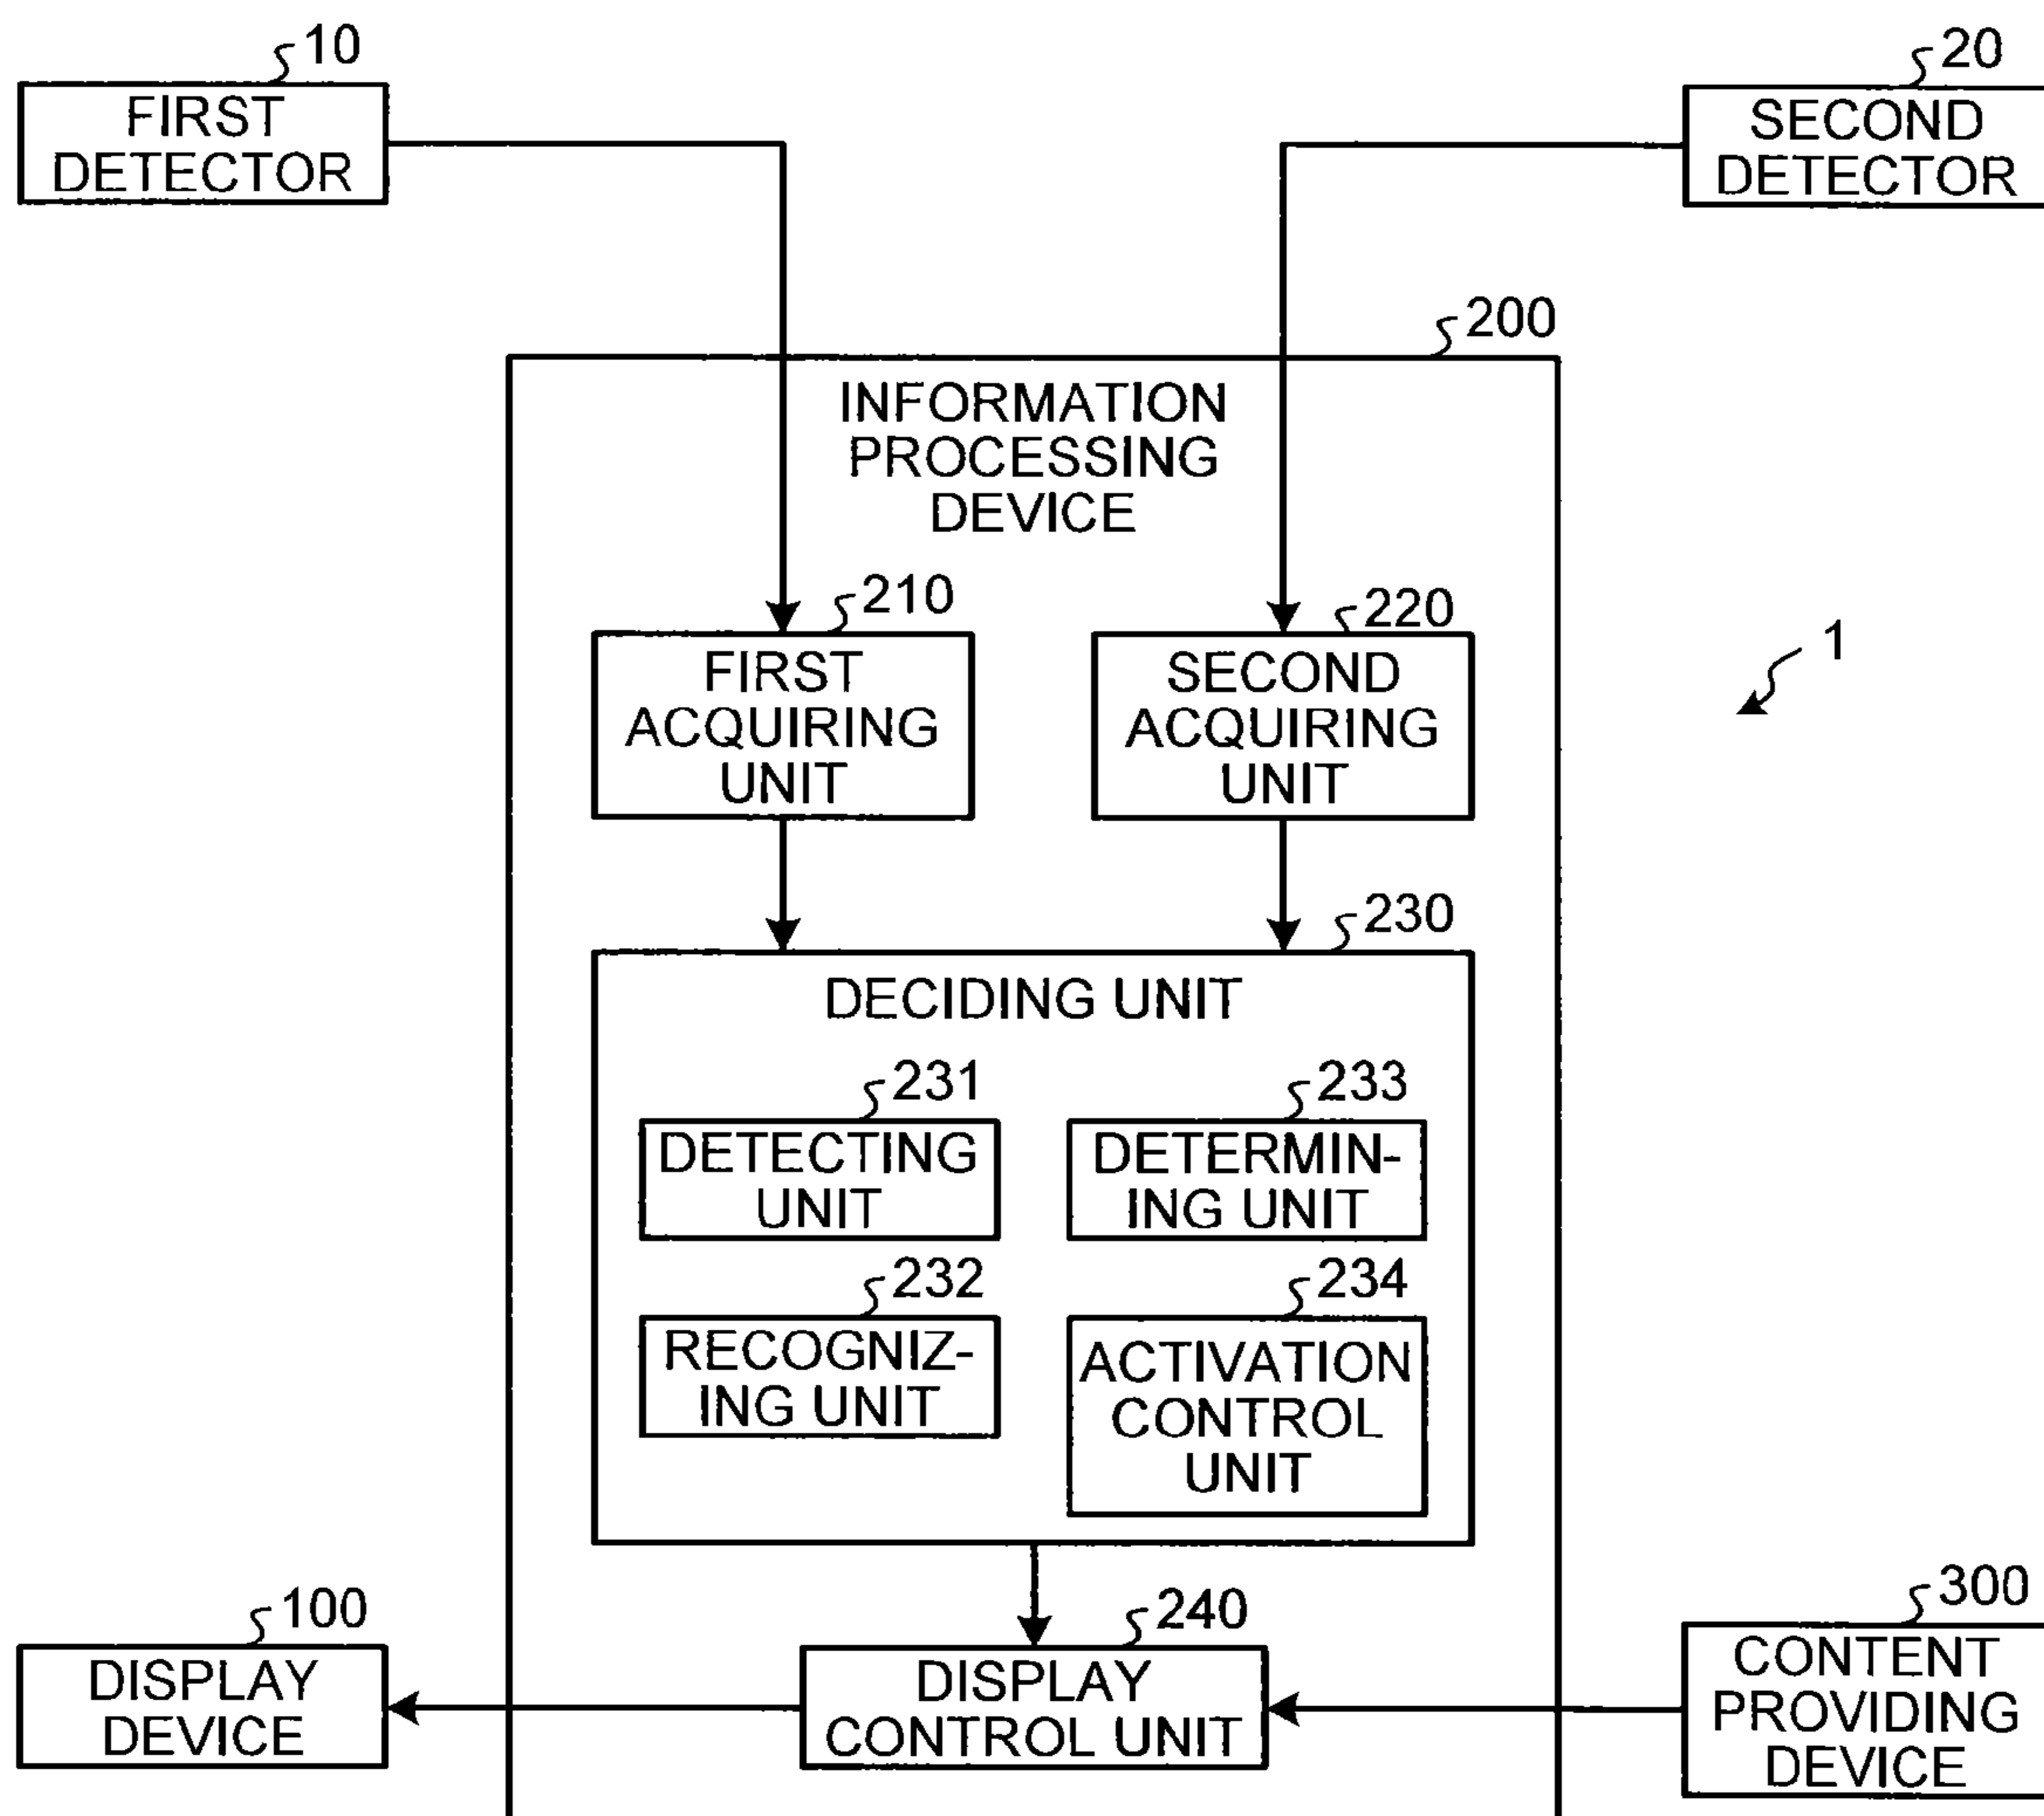 10
FIRST
DETECTOR
20
SECOND
DETECTOR
200
INFORMATION
PROCESSING
DEVICE
210
FIRST
ACQUIRING
UNIT
220
SECOND
ACQUIRING
UNIT
1
230
DECIDING UNIT
231
DETECTING
UNIT
233
DETERMIN-
ING UNIT
232
RECOGNIZ-
ING UNIT
234
ACTIVATION
CONTROL
UNIT
100
DISPLAY
DEVICE
240
DISPLAY
CONTROL UNIT
300
CONTENT
PROVIDING
DEVICE